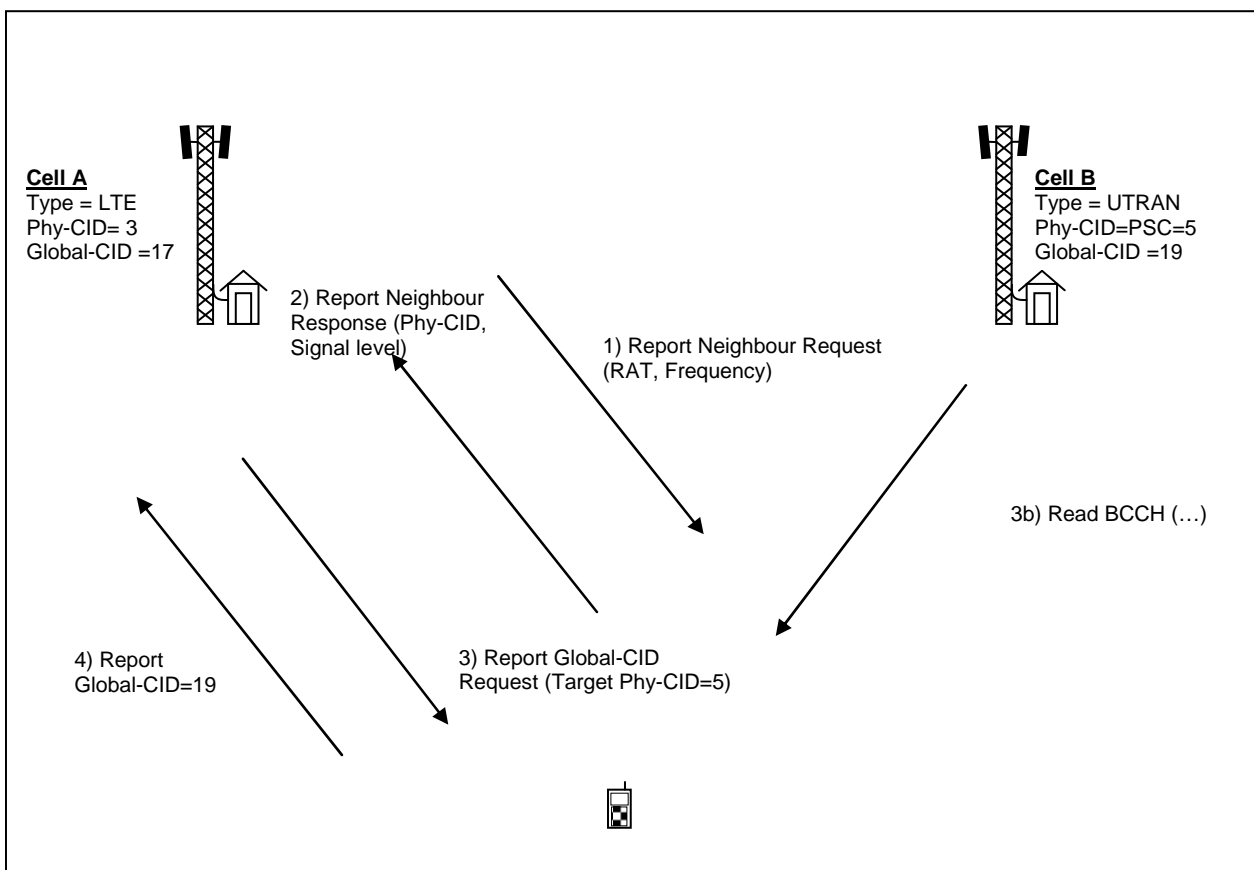 Cell A
Type = LTE
Phy-CID= 3
Global-CID =17
Cell B
Type = UTRAN
Phy-CID=PSC=5
Global-CID =19
2) Report Neighbour
Response (Phy-CID,
Signal level)
1) Report Neighbour Request
(RAT, Frequency)
3b) Read BCCH (…)
4) Report
Global-CID=19
3) Report Global-CID
Request (Target Phy-CID=5)